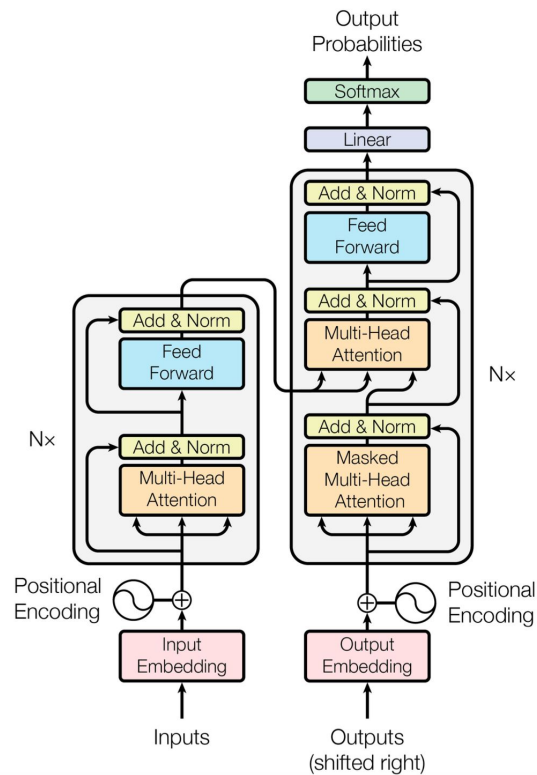 Output
Probabilities
Softmax
Linear
Add & Norm
Feed
Forward
Add & Norm
Multi-Head
Attention
Add & Norm
Masked
Multi-Head
Attention
N×
Add & Norm
Feed
Forward
N×
Add & Norm
Multi-Head
Attention
Positional
Encoding
Positional
Encoding
Input
Embedding
Output
Embedding
Inputs
Outputs
(shifted right)